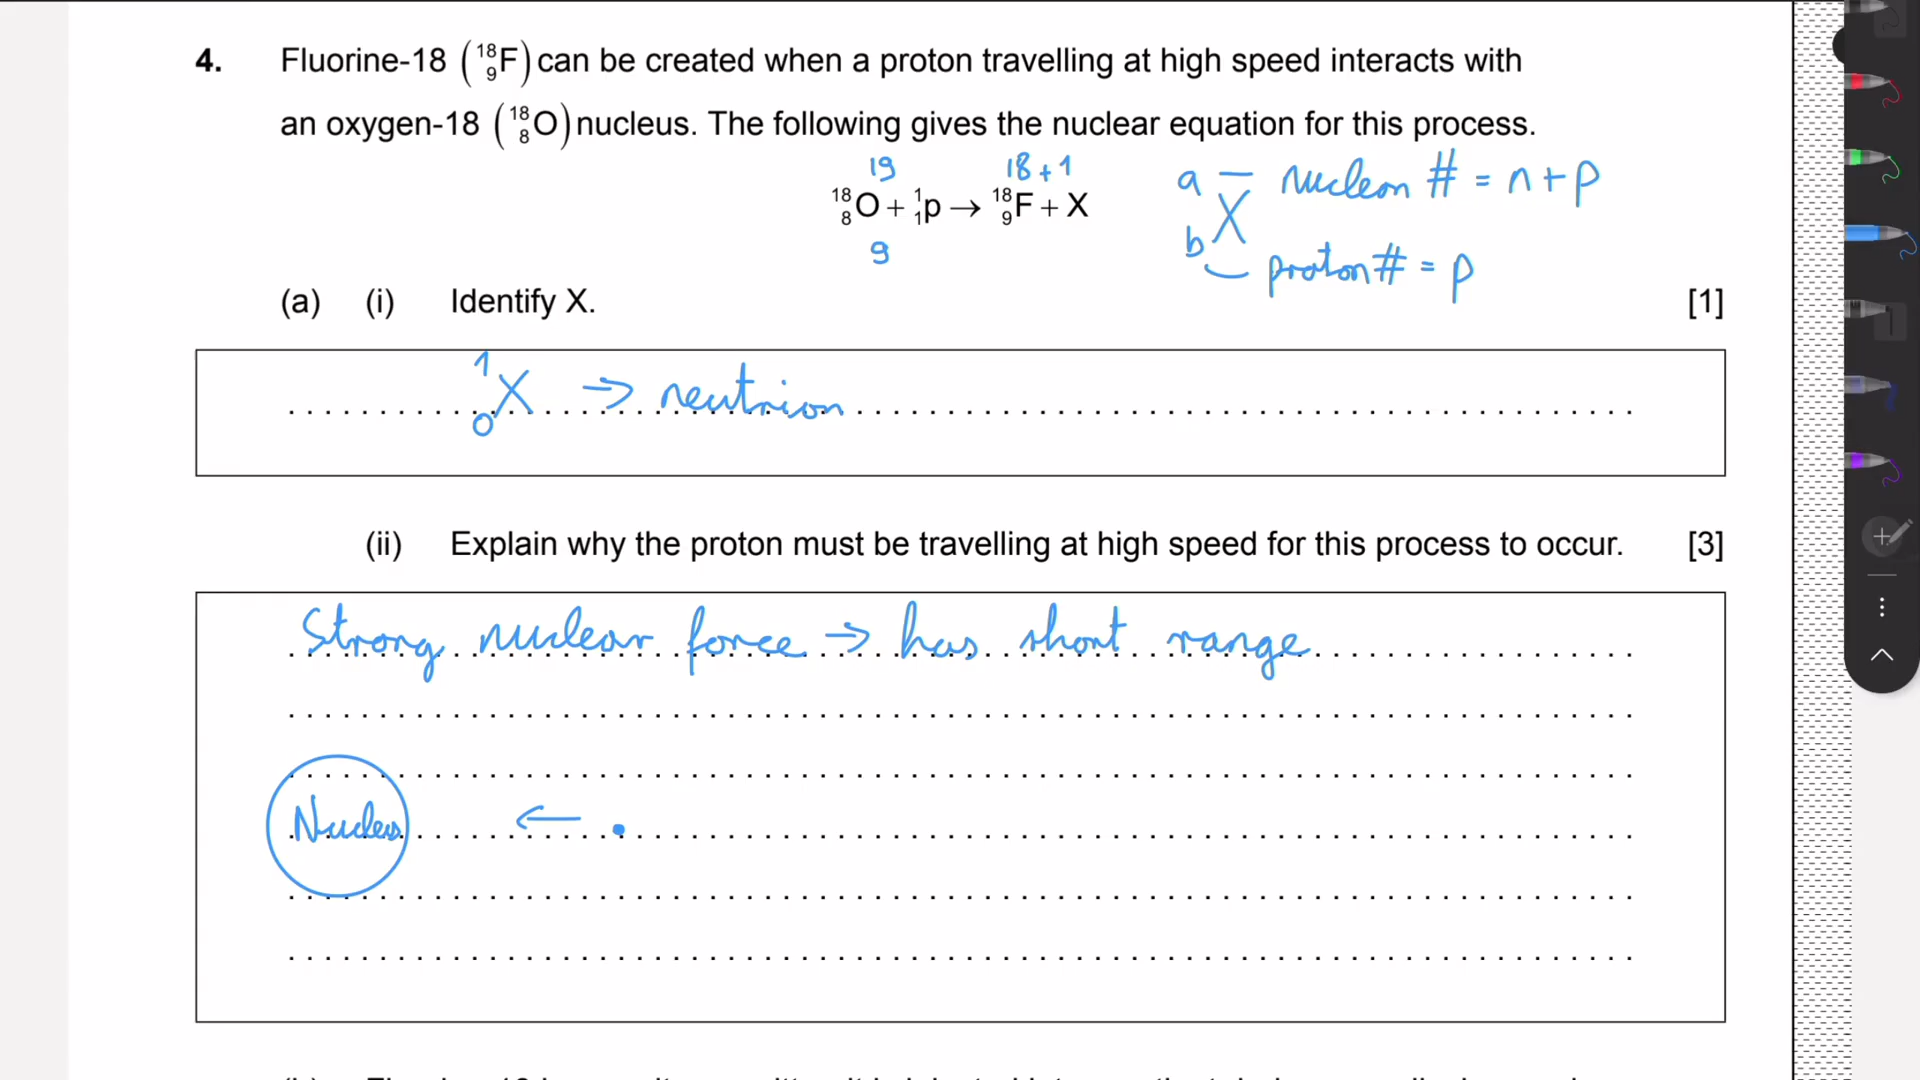 4. Fluorine-18 (¹⁸₉F) can be created when a proton travelling at high speed interacts with
an oxygen-18 (¹⁸₈O) nucleus. The following gives the nuclear equation for this process.
19 18 + 1
¹⁸₈O + ¹₁p → ¹⁸₉F + X
9
a — nucleon # = n + p
X
b — proton # = p
(a) (i) Identify X. [1]
¹₀X → neutrion
(ii) Explain why the proton must be travelling at high speed for this process to occur. [3]
Strong nuclear force → has short range
Nucleus ←